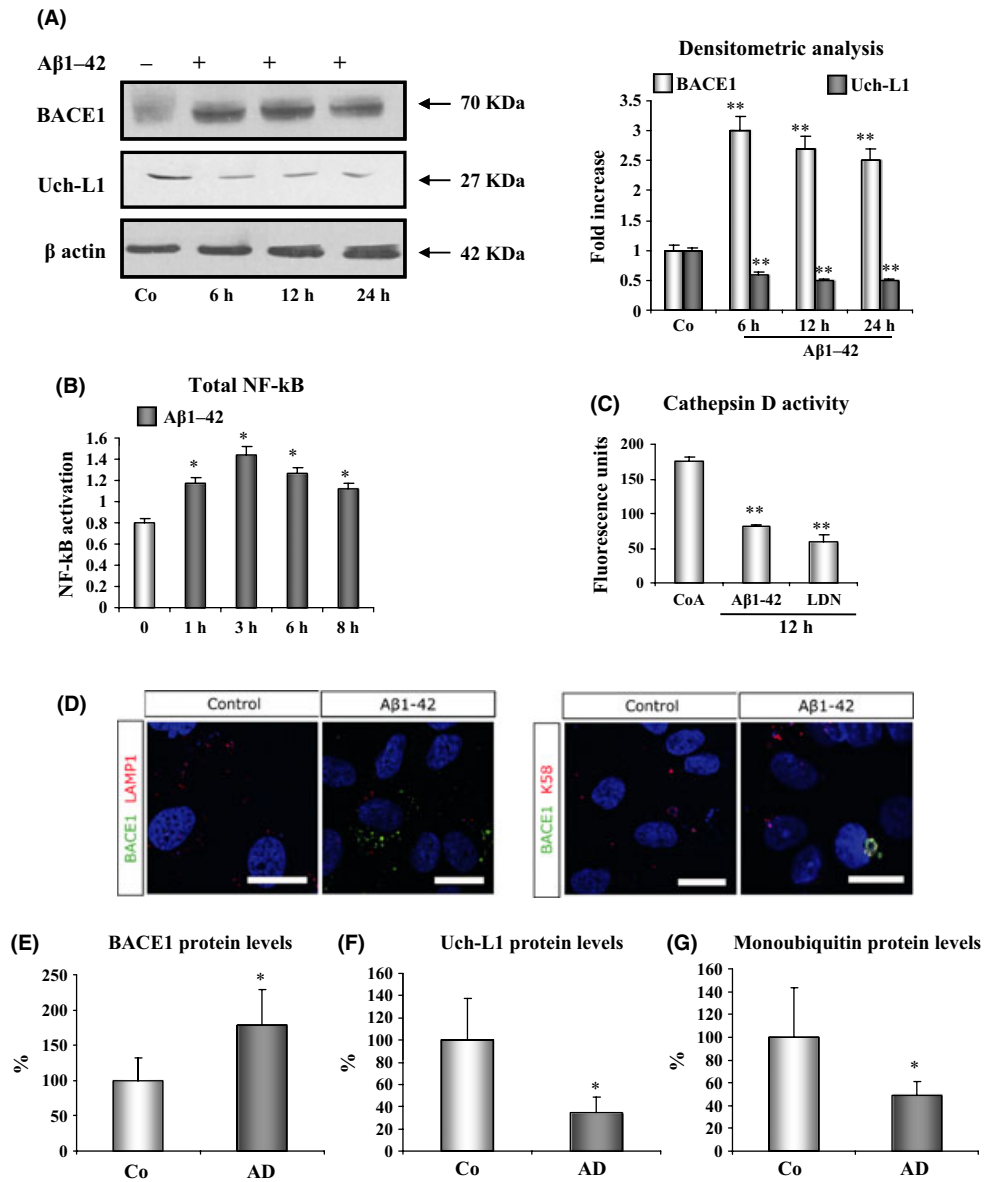 (A)
Aβ1–42 – + + +
BACE1
70 KDa
Uch-L1
27 KDa
β actin
42 KDa
Co 6 h 12 h 24 h
Densitometric analysis
BACE1 Uch-L1
Fold increase
3.5
3
2.5
2
1.5
1
0.5
0
** ** **
** ** **
Co 6 h 12 h 24 h
Aβ1–42
(B)
Total NF-kB
Aβ1–42
NF-kB activation
1.6
1.4
1.2
1
0.8
0.6
0.4
0.2
0
* * * *
0 1 h 3 h 6 h 8 h
(C)
Cathepsin D activity
Fluorescence units
200
150
100
50
0
** **
CoA Aβ1-42 LDN
12 h
(D)
Control Aβ1-42
BACE1 LAMP1
Control Aβ1-42
BACE1 K58
(E)
BACE1 protein levels
%
250
200
150
100
50
0
*
Co AD
(F)
Uch-L1 protein levels
%
160
140
120
100
80
60
40
20
0
*
Co AD
(G)
Monoubiquitin protein levels
%
160
140
120
100
80
60
40
20
0
*
Co AD